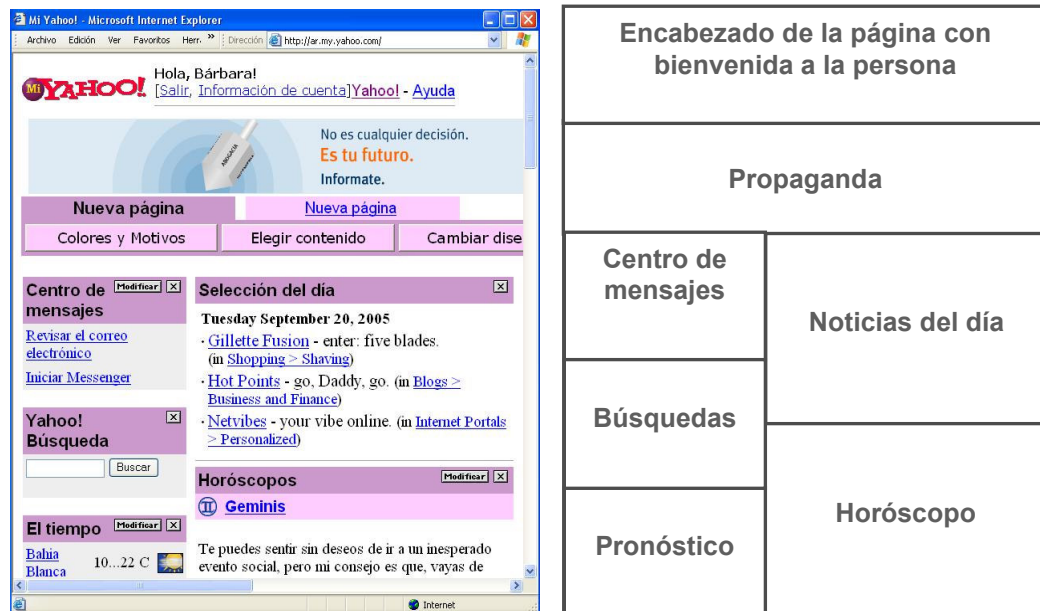 Mi Yahoo! - Microsoft Internet Explorer
Archivo Edición Ver Favoritos Herr. » Dirección http://ar.my.yahoo.com/
Mi YAHOO!
Hola, Bárbara!
[Salir, Información de cuenta]Yahoo! - Ayuda
ABOGACIA
No es cualquier decisión.
Es tu futuro.
Informate.
Nueva página Nueva página
Colores y Motivos Elegir contenido Cambiar dise
Centro de mensajes Modificar X
Revisar el correo
electrónico
Iniciar Messenger
Yahoo! X
Búsqueda
Buscar
El tiempo Modificar X
Bahia
Blanca
10...22 C
Selección del día X
Tuesday September 20, 2005
· Gillette Fusion - enter: five blades.
(in Shopping > Shaving)
· Hot Points - go, Daddy, go. (in Blogs >
Business and Finance)
· Netvibes - your vibe online. (in Internet Portals
> Personalized)
Horóscopos Modificar X
Geminis
Te puedes sentir sin deseos de ir a un inesperado
evento social, pero mi consejo es que, vayas de
Internet
Encabezado de la página con
bienvenida a la persona
Propaganda
Centro de
mensajes
Noticias del día
Búsquedas
Horóscopo
Pronóstico